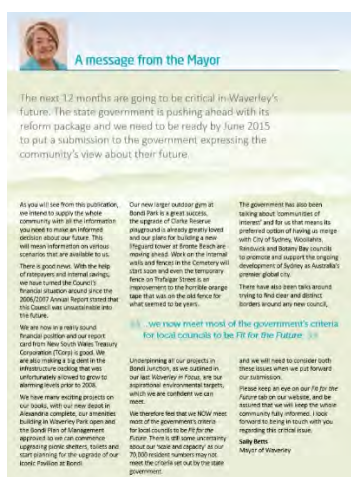 A message from the Mayor
The next 12 months are going to be critical in Waverley's
future. The state government is pushing ahead with its
reform package and we need to be ready by June 2015
to put a submission to the government expressing the
community's view about their future.
As you will see from this publication,
we intend to supply the whole
community with all the information
you need to make an informed
decision about our future. This
will mean information on various
scenarios that are available to us.
There is good news. With the help
of ratepayers and internal savings,
we have turned the Council's
financial situation around since the
2006/2007 Annual Report stated that
this Council was unsustainable into
the future.
We are now in a really sound
financial position and our report
card from New South Wales Treasury
Corporation (TCorp) is good. We
are also making a big dent in the
infrastructure backlog that was
unfortunately allowed to grow to
alarming levels prior to 2008.
We have many exciting projects on
our books, with our new depot in
Alexandria complete, our amenities
building in Waverley Park open and
the Bondi Plan of Management
approved so we can commence
upgrading picnic shelters, toilets and
start planning for the upgrade of our
iconic Pavilion at Bondi.
Our new larger outdoor gym at
Bondi Park is a great success,
the upgrade of Clarke Reserve
playground is already greatly loved
and our plans for building a new
lifeguard tower at Bronte Beach are
moving ahead. Work on the internal
walls and fences in the Cemetery will
start soon and even the temporary
fence on Trafalgar Street is an
improvement to the horrible orange
tape that was on the old fence for
what seemed to be years.
...we now meet most of the government's criteria
for local councils to be Fit for the Future
Underpinning all our projects in
Bondi Junction, as we outlined in
our last Waverley in Focus, are our
aspirational environmental targets,
which we are confident we can
meet.
We therefore feel that we NOW meet
most of the government's criteria
for local councils to be Fit for the
Future. There is still some uncertainty
about our 'scale and capacity' as our
70,000 resident numbers may not
meet the criteria set out by the state
government.
The government has also been
talking about 'communities of
interest' and for us that means its
preferred option of having us merge
with City of Sydney, Woollahra,
Randwick and Botany Bay councils
to promote and support the ongoing
development of Sydney as Australia's
premier global city.
There have also been talks around
trying to find clear and distinct
borders around any new council,
and we will need to consider both
these issues when we put forward
our submission.
Please keep an eye on our Fit for the
Future tab on our website, and be
assured that we will keep the whole
community fully informed. I look
forward to being in touch with you
regarding this critical issue.
Sally Betts
Mayor of Waverley